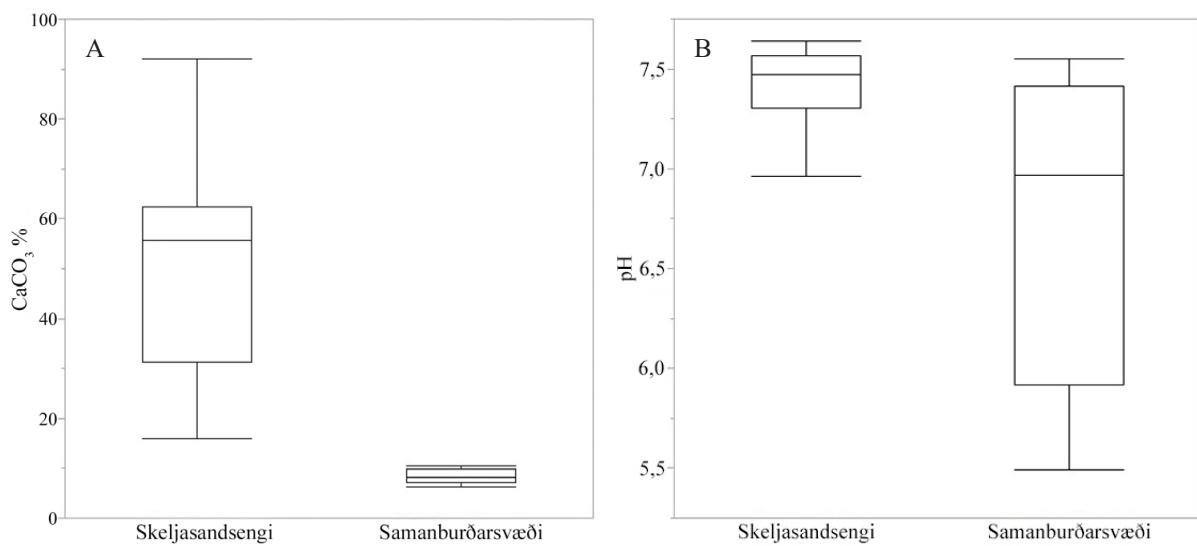 A
CaCO₃ %
100
80
60
40
20
0
Skeljasandsengi
Samanburðarsvæði
B
pH
7,5
7,0
6,5
6,0
5,5
Skeljasandsengi
Samanburðarsvæði